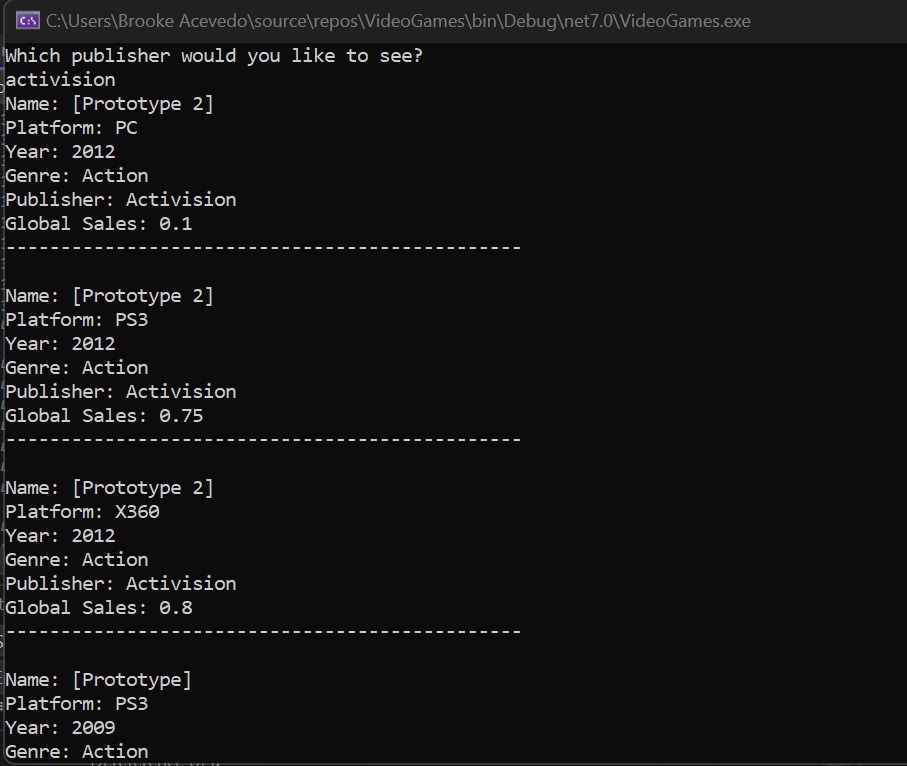 C:\Users\Brooke Acevedo\source\repos\VideoGames\bin\Debug\net7.0\VideoGames.exe
Which publisher would you like to see?
activision
Name: [Prototype 2]
Platform: PC
Year: 2012
Genre: Action
Publisher: Activision
Global Sales: 0.1
-----------------------------------------------
Name: [Prototype 2]
Platform: PS3
Year: 2012
Genre: Action
Publisher: Activision
Global Sales: 0.75
-----------------------------------------------
Name: [Prototype 2]
Platform: X360
Year: 2012
Genre: Action
Publisher: Activision
Global Sales: 0.8
-----------------------------------------------
Name: [Prototype]
Platform: PS3
Year: 2009
Genre: Action